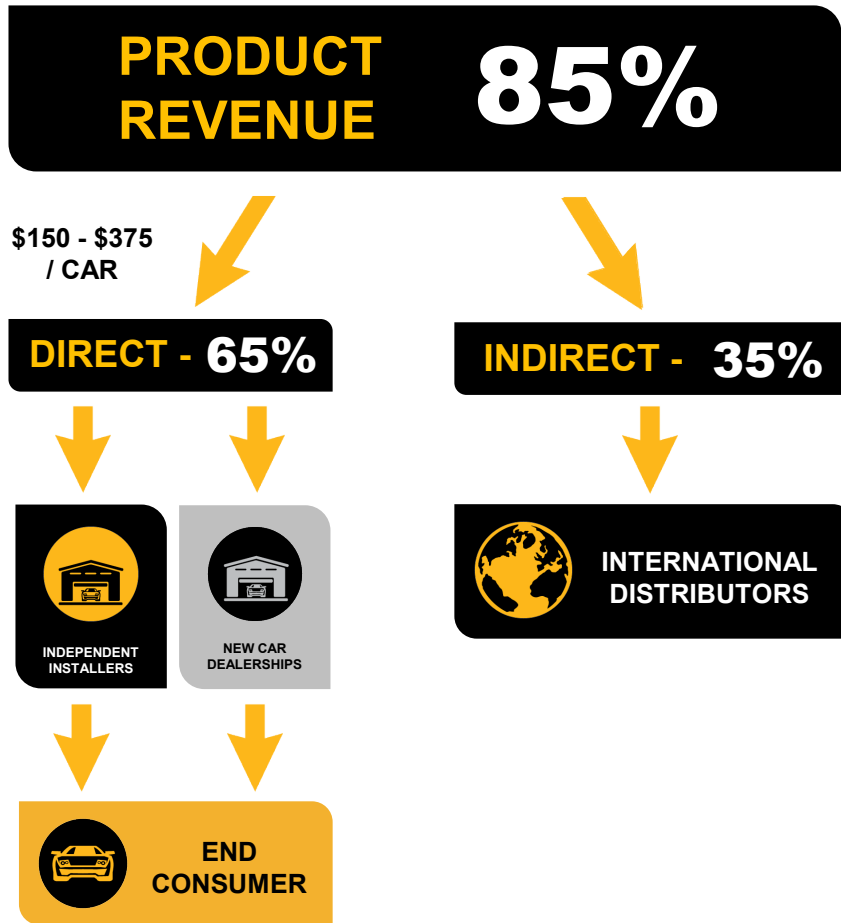 PRODUCT
REVENUE
85%
$150 - $375
/ CAR
DIRECT - 65%
INDIRECT - 35%
INDEPENDENT
INSTALLERS
NEW CAR
DEALERSHIPS
INTERNATIONAL
DISTRIBUTORS
END
CONSUMER